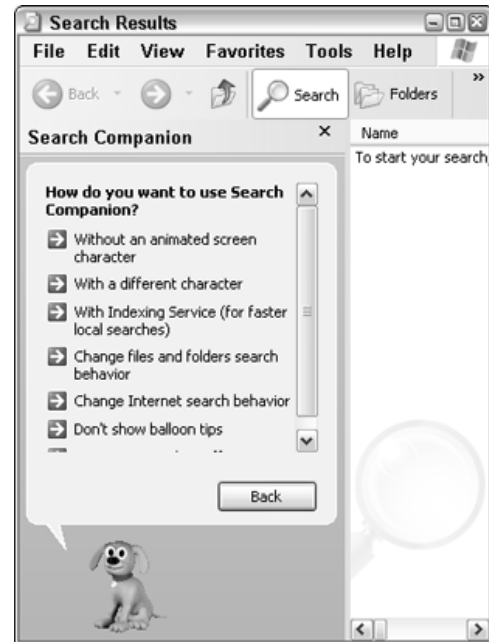 Search Results
File Edit View Favorites Tools Help
Back Search Folders »
Search Companion
Name
To start your search,
How do you want to use Search
Companion?
Without an animated screen
character
With a different character
With Indexing Service (for faster
local searches)
Change files and folders search
behavior
Change Internet search behavior
Don't show balloon tips
Back